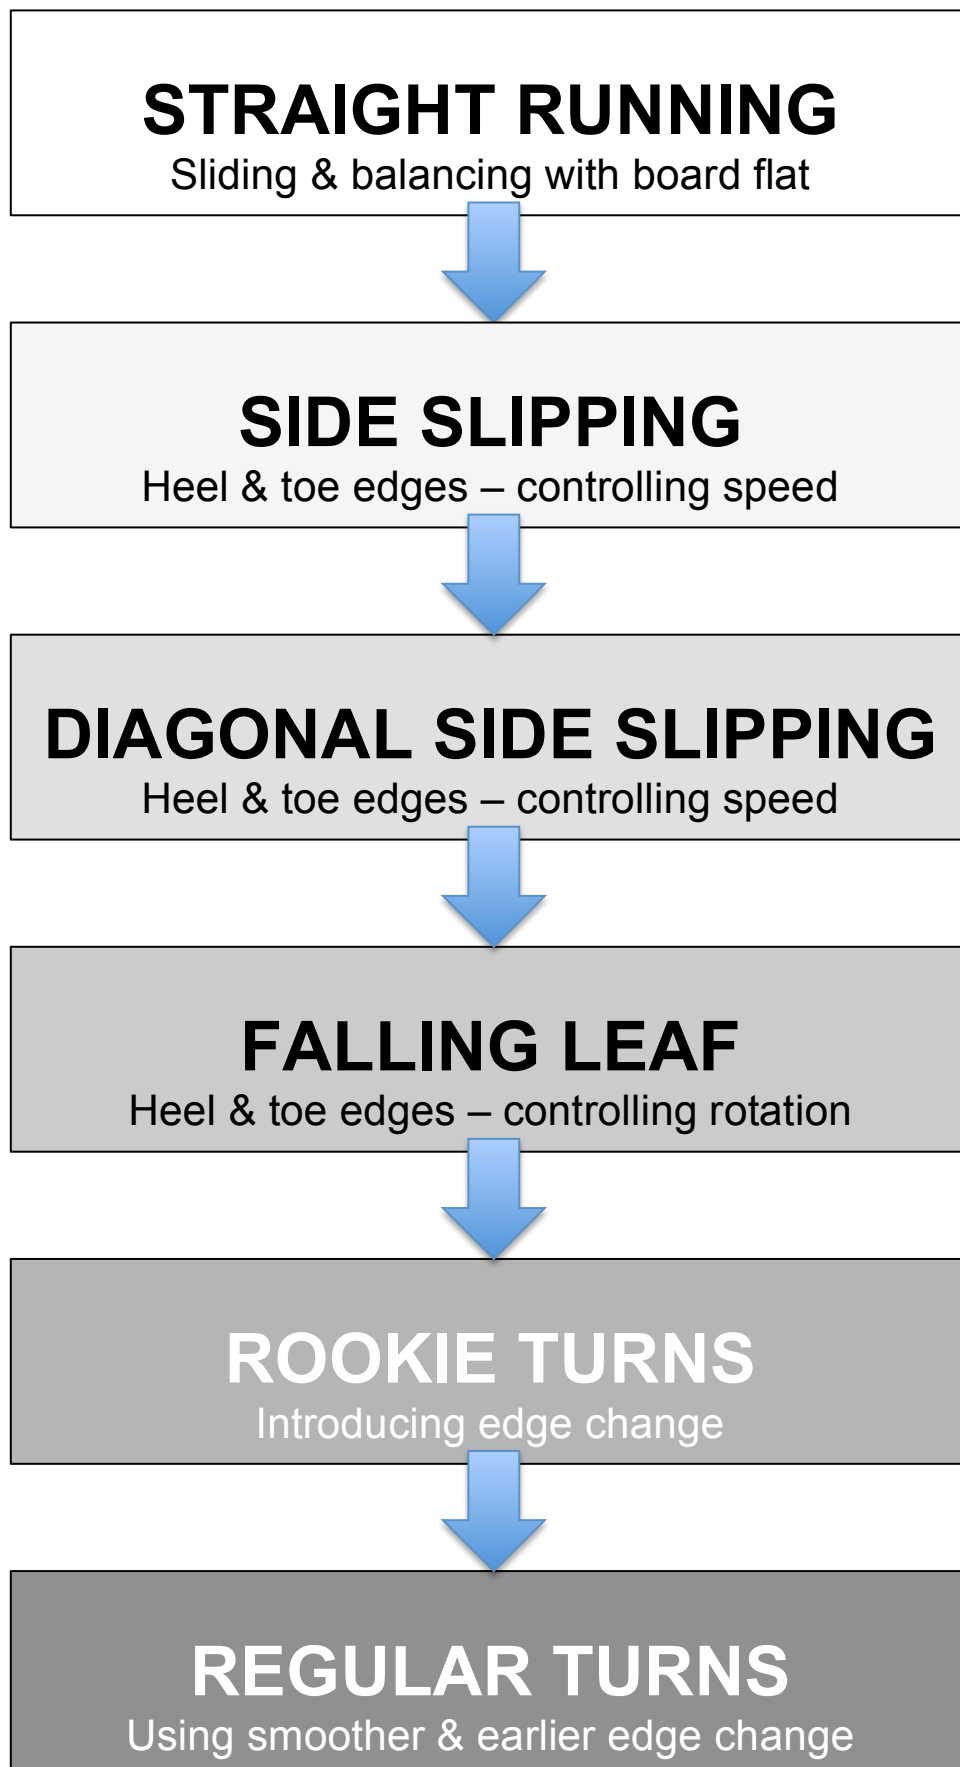 STRAIGHT RUNNING
Sliding & balancing with board flat
SIDE SLIPPING
Heel & toe edges – controlling speed
DIAGONAL SIDE SLIPPING
Heel & toe edges – controlling speed
FALLING LEAF
Heel & toe edges – controlling rotation
ROOKIE TURNS
Introducing edge change
REGULAR TURNS
Using smoother & earlier edge change